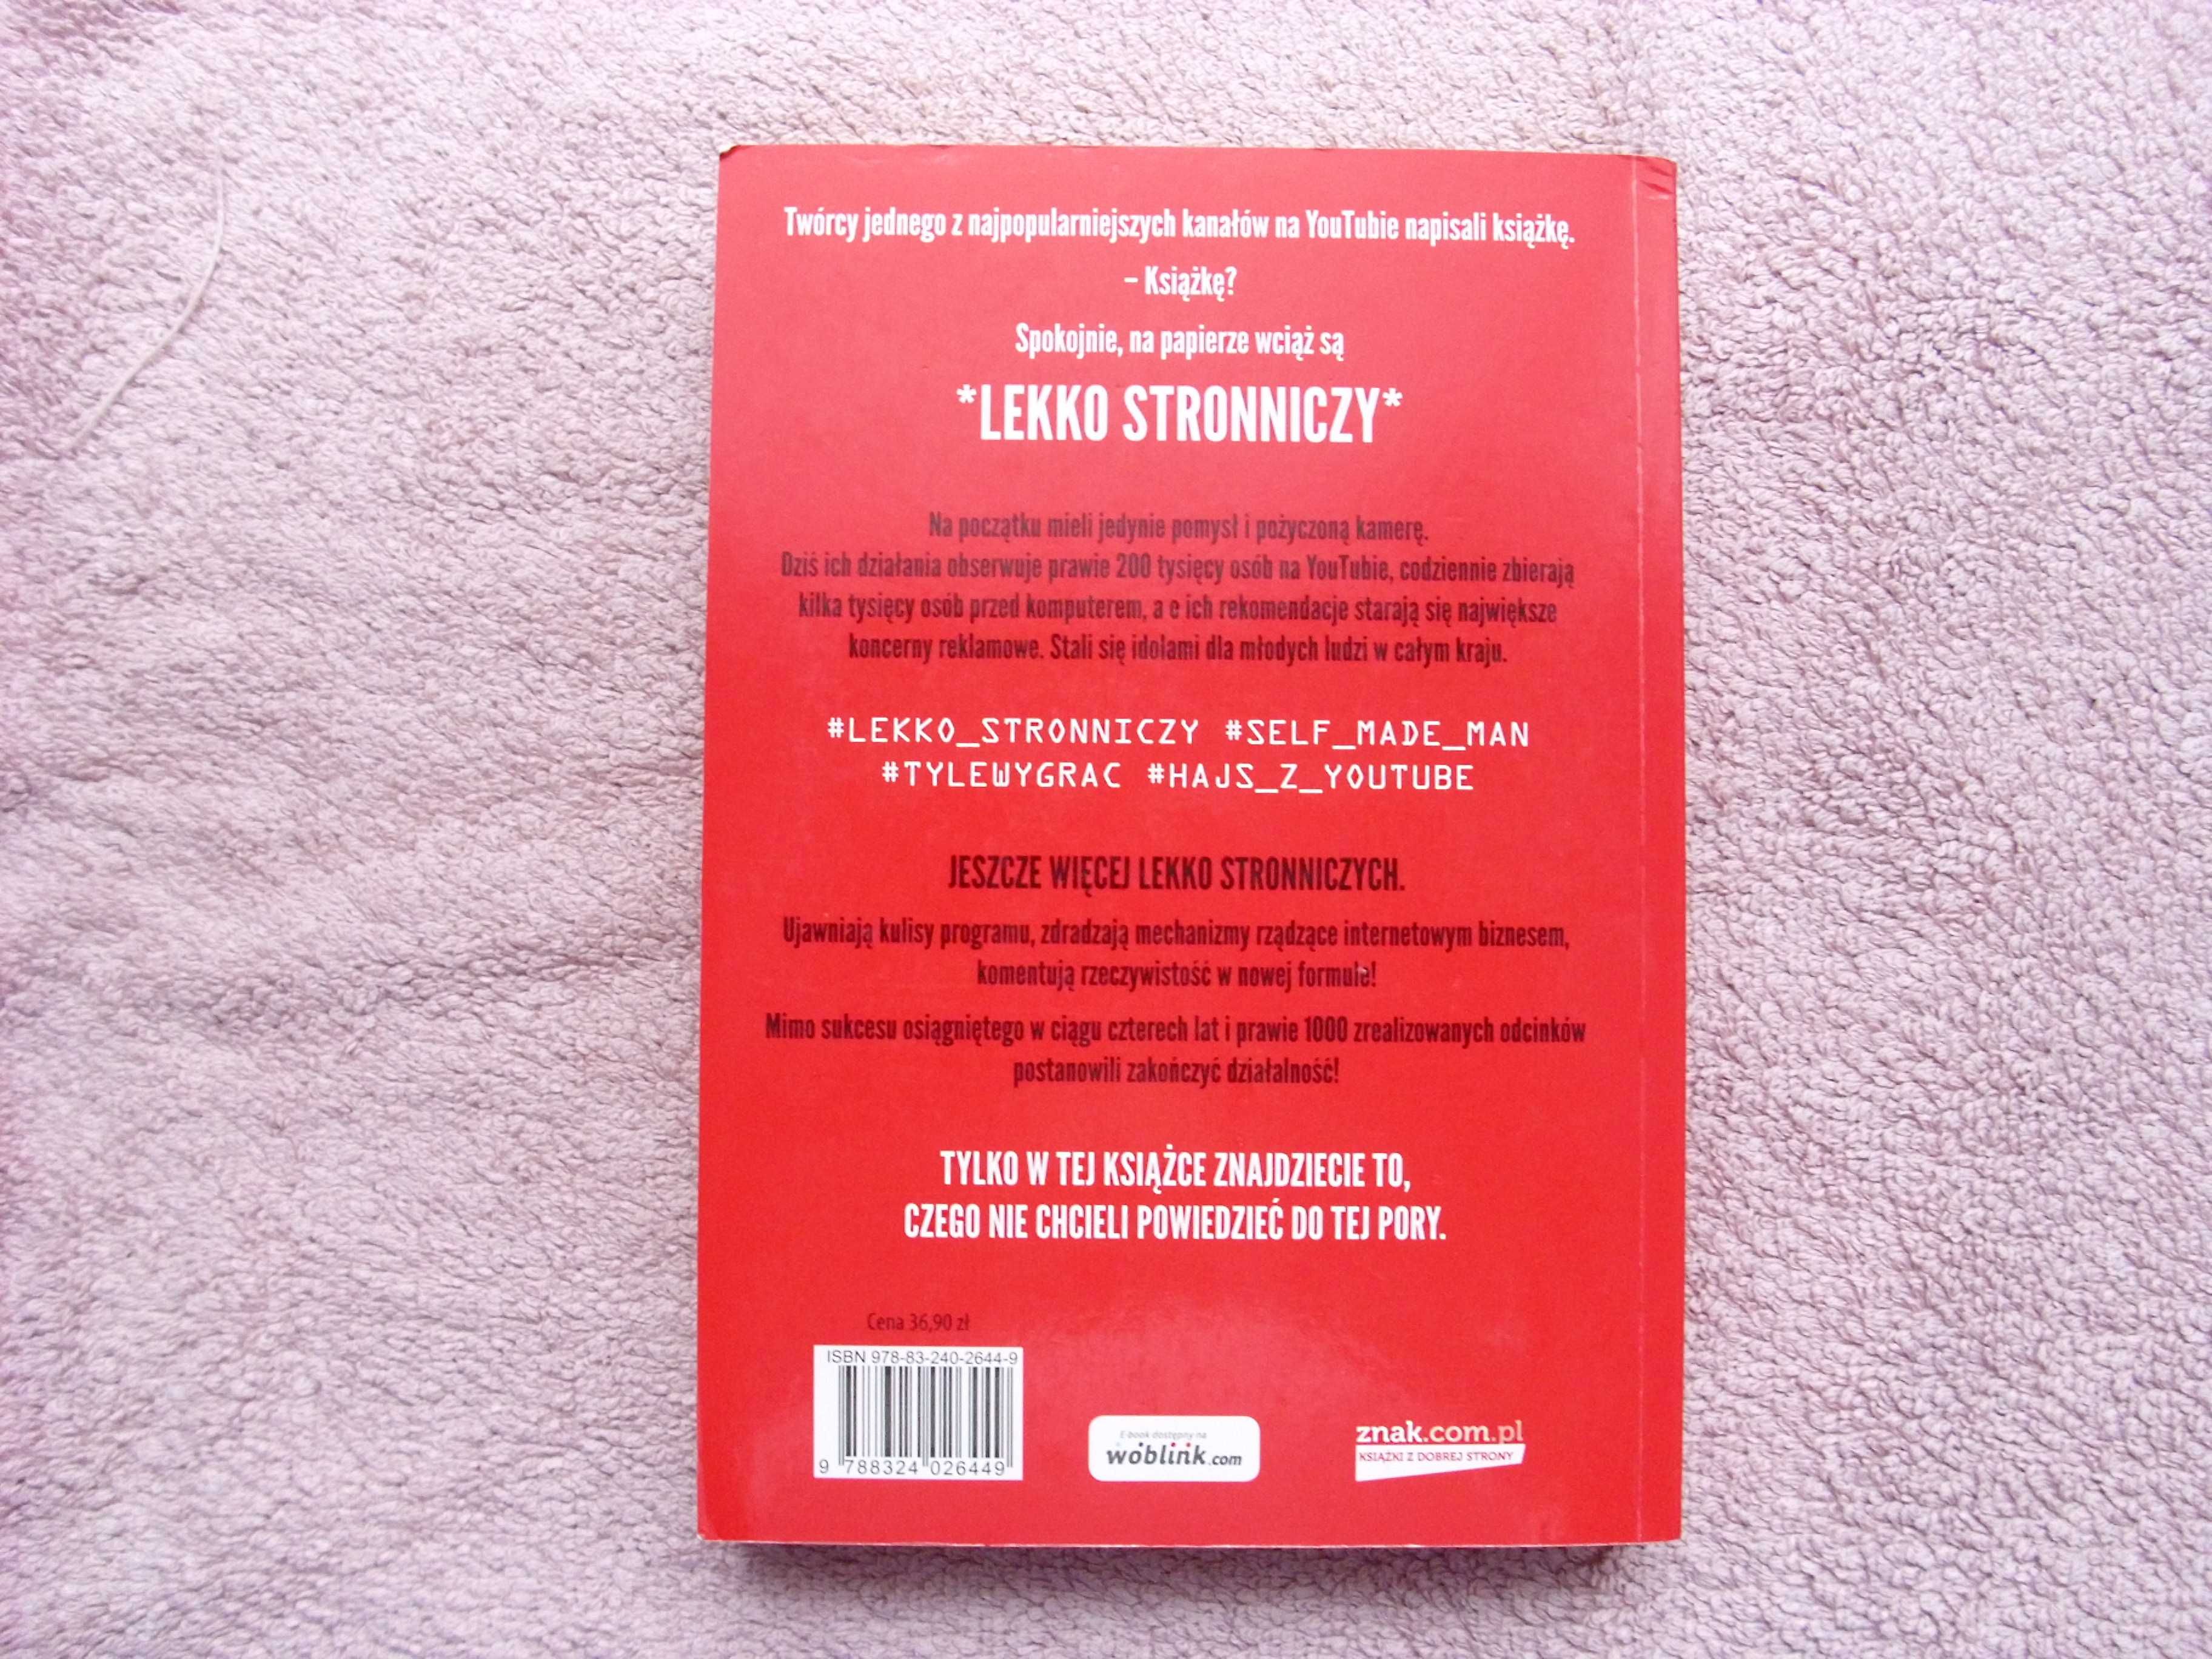 Twórcy jednego z najpopularniejszych kanałów na YouTubie napisali książkę.
– Książkę?
Spokojnie, na papierze wciąż są
*LEKKO STRONNICZY*
Na początku mieli jedynie pomysł i pożyczoną kamerę.
Dziś ich działania obserwuje prawie 200 tysięcy osób na YouTubie, codziennie zbierają
kilka tysięcy osób przed komputerem, a o ich rekomendacje starają się największe
koncerny reklamowe. Stali się idolami dla młodych ludzi w całym kraju.
#LEKKO_STRONNICZY #SELF_MADE_MAN
#TYLEWYGRAC #HAJS_Z_YOUTUBE
JESZCZE WIĘCEJ LEKKO STRONNICZYCH.
Ujawniają kulisy programu, zdradzają mechanizmy rządzące internetowym biznesem,
komentują rzeczywistość w nowej formule!
Mimo sukcesu osiągniętego w ciągu czterech lat i prawie 1000 zrealizowanych odcinków
postanowili zakończyć działalność!
TYLKO W TEJ KSIĄŻCE ZNAJDZIECIE TO,
CZEGO NIE CHCIELI POWIEDZIEĆ DO TEJ PORY.
Cena 36,90 zł
ISBN 978-83-240-2644-9
9 788324 026449
E-book dostępny na
woblink.com
znak.com.pl
KSIĄŻKI Z DOBREJ STRONY